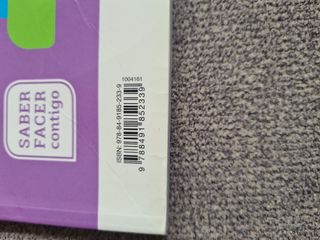 SABER
FACER
contigo
1004161
ISBN: 978-84-9185-233-9
9 788491 852339